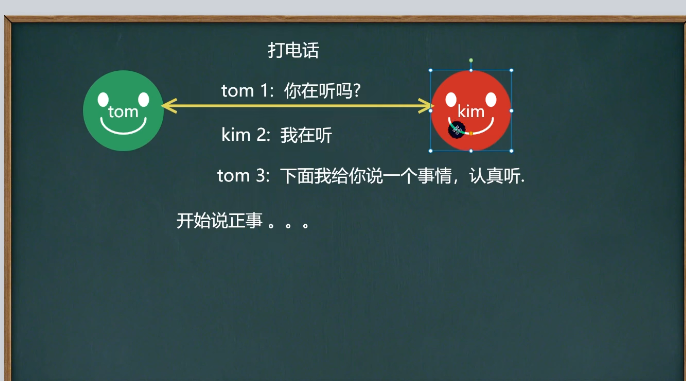 打电话
tom 1：你在听吗?
tom
kim
kim 2：我在听
tom 3：下面我给你说一个事情，认真听.
开始说正事 。。。